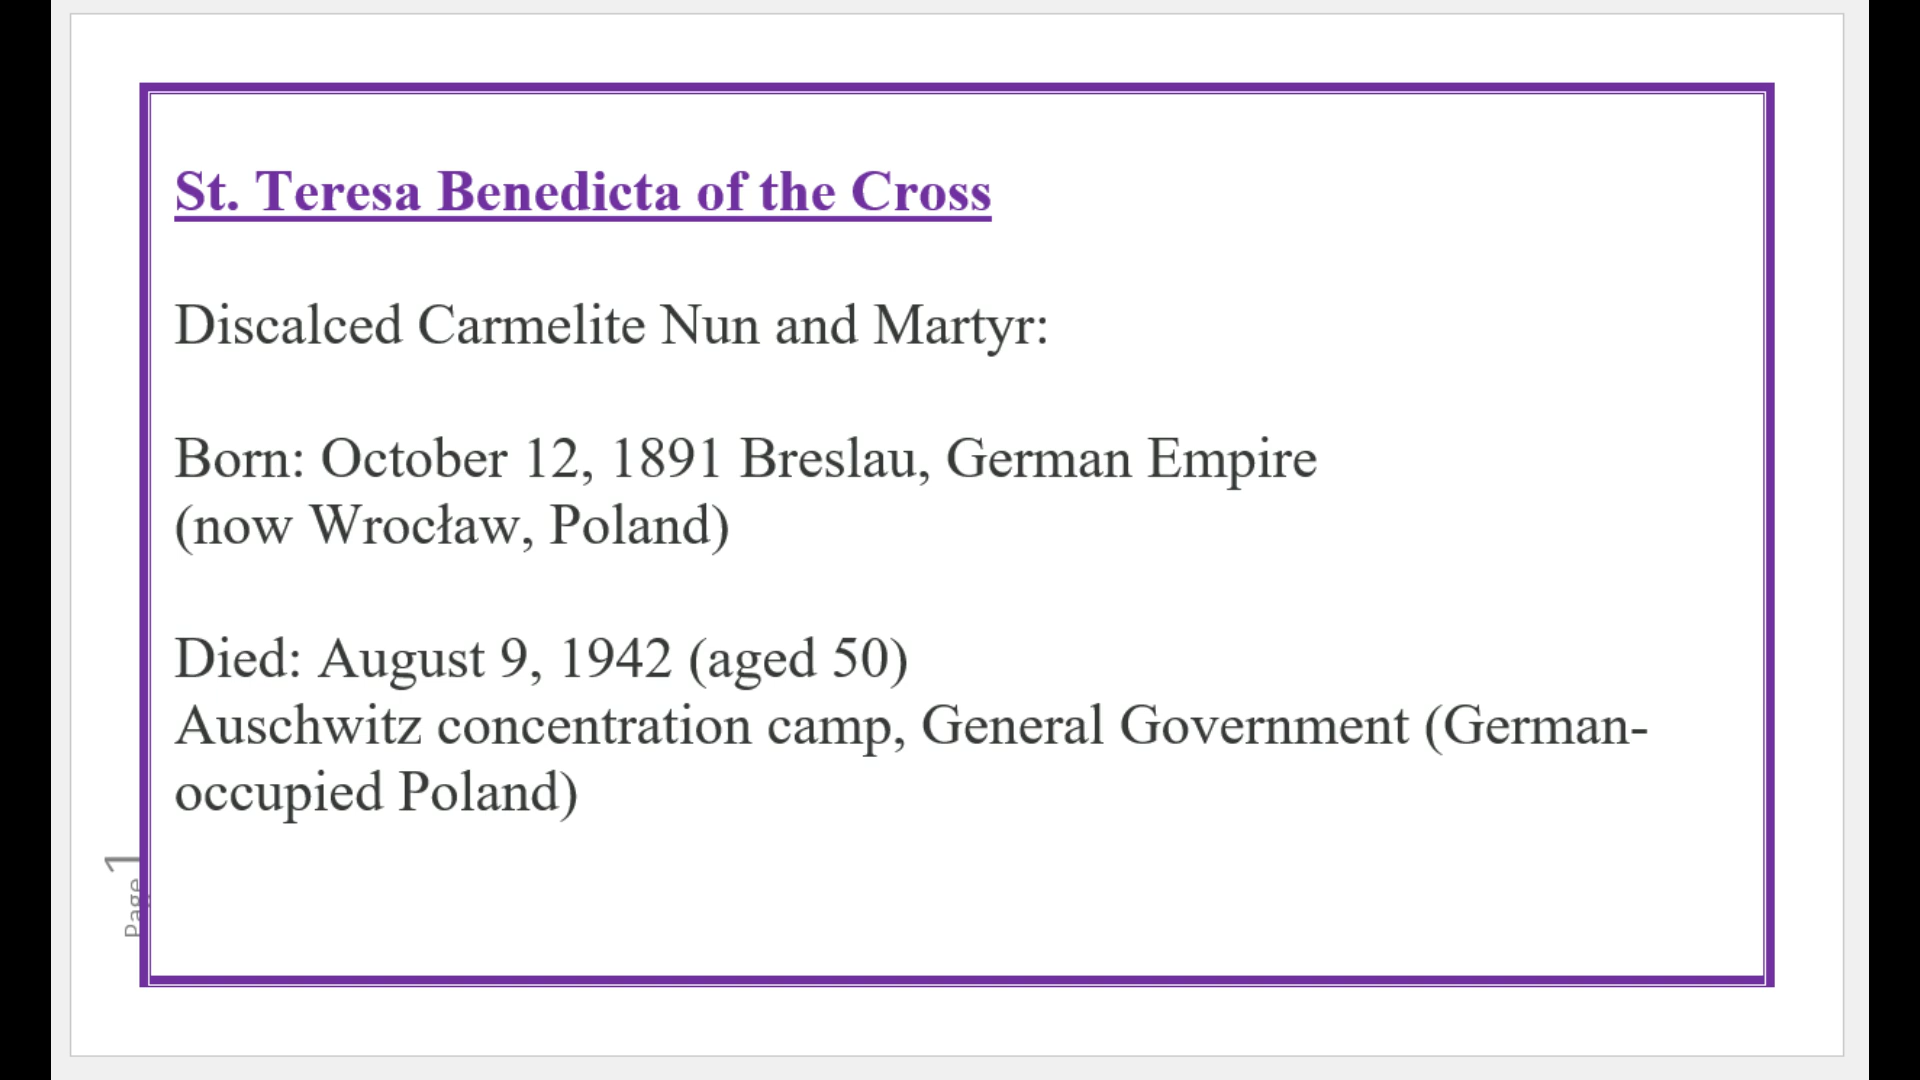 St. Teresa Benedicta of the Cross
Discalced Carmelite Nun and Martyr:
Born: October 12, 1891 Breslau, German Empire
(now Wrocław, Poland)
Died: August 9, 1942 (aged 50)
Auschwitz concentration camp, General Government (German-
occupied Poland)
Page 1